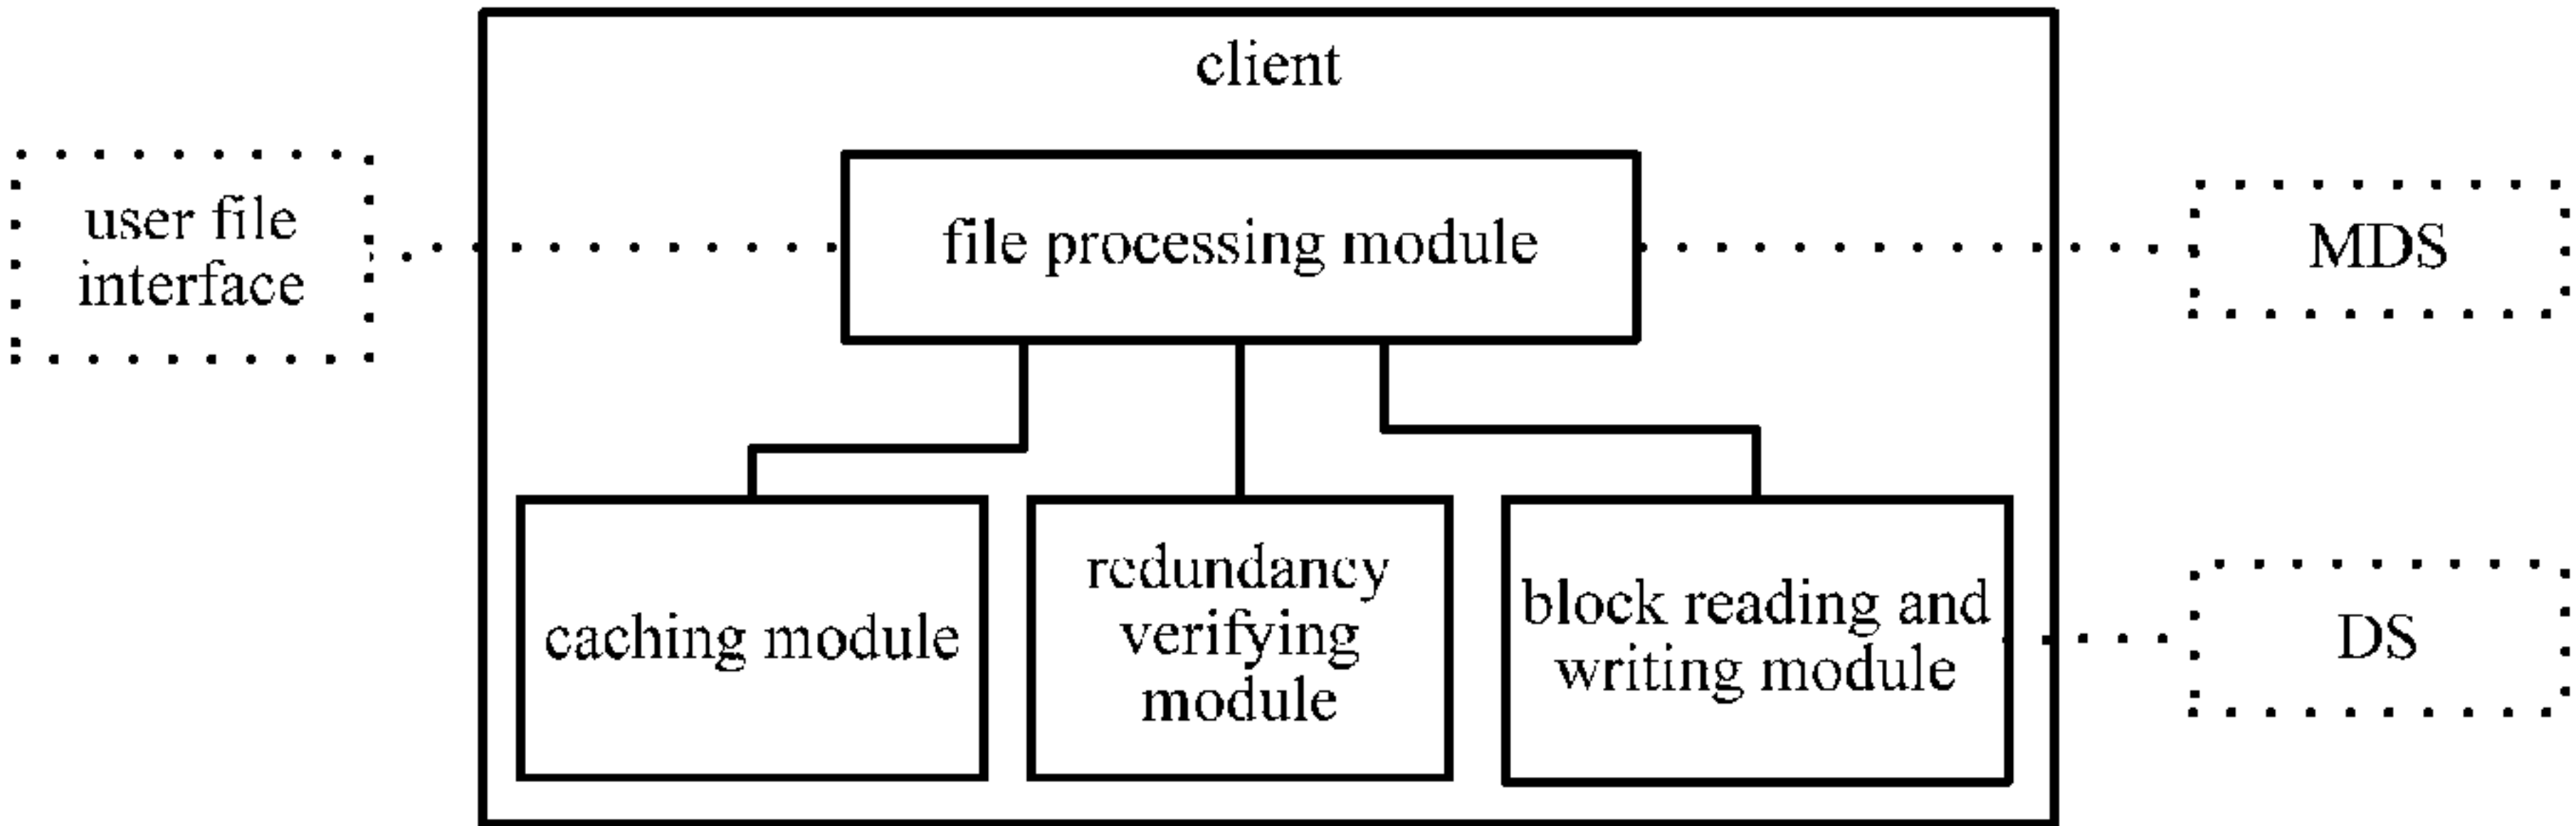 client
user file
interface
file processing module
MDS
caching module
redundancy
verifying
module
block reading and
writing module
DS